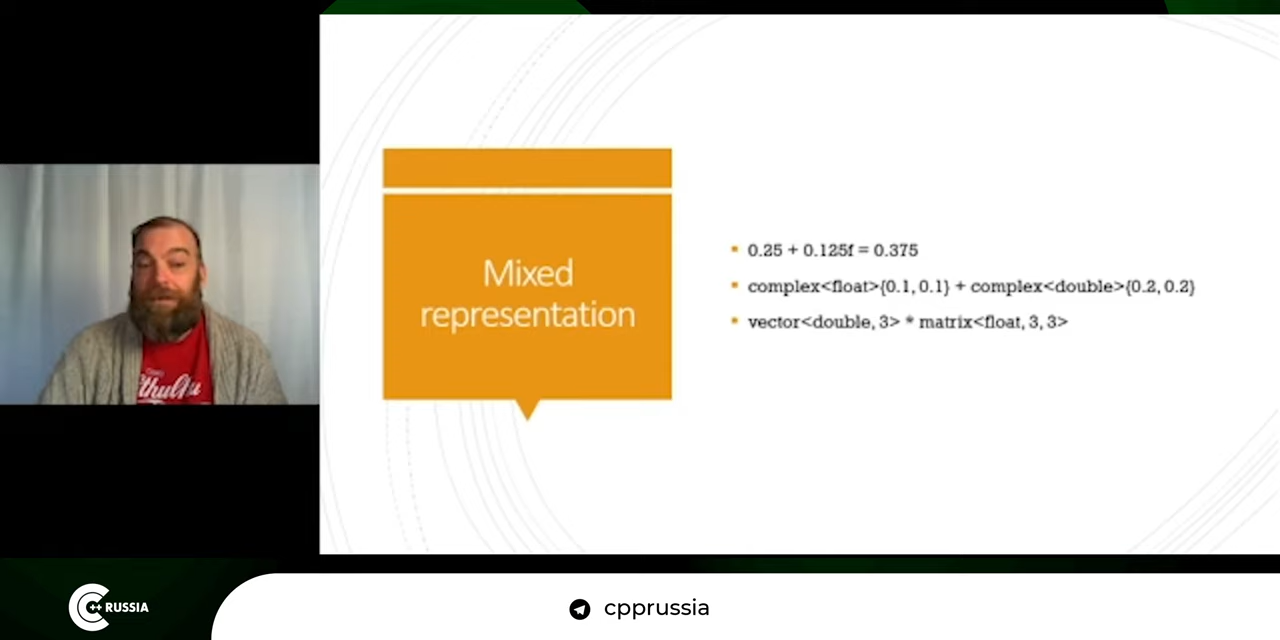 Mixed
representation
0.25 + 0.125f = 0.375
complex<float>{0.1, 0.1} + complex<double>{0.2, 0.2}
vector<double, 3> * matrix<float, 3, 3>
C++ RUSSIA
cpprussia